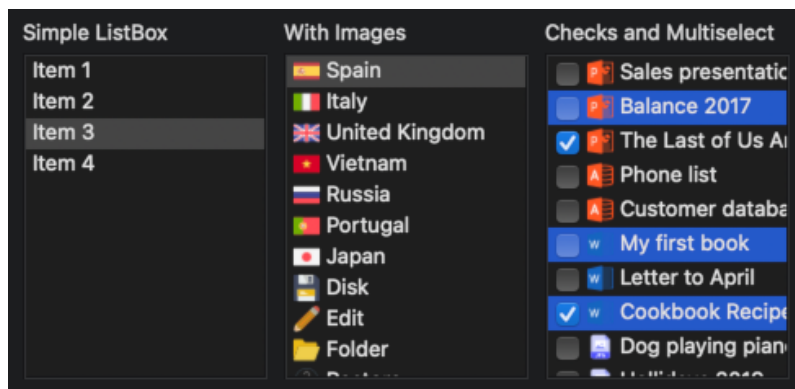 Simple ListBox
Item 1
Item 2
Item 3
Item 4
With Images
Spain
Italy
United Kingdom
Vietnam
Russia
Portugal
Japan
Disk
Edit
Folder
Checks and Multiselect
Sales presentatic
Balance 2017
The Last of Us A
Phone list
Customer databa
My first book
Letter to April
Cookbook Recipe
Dog playing pian